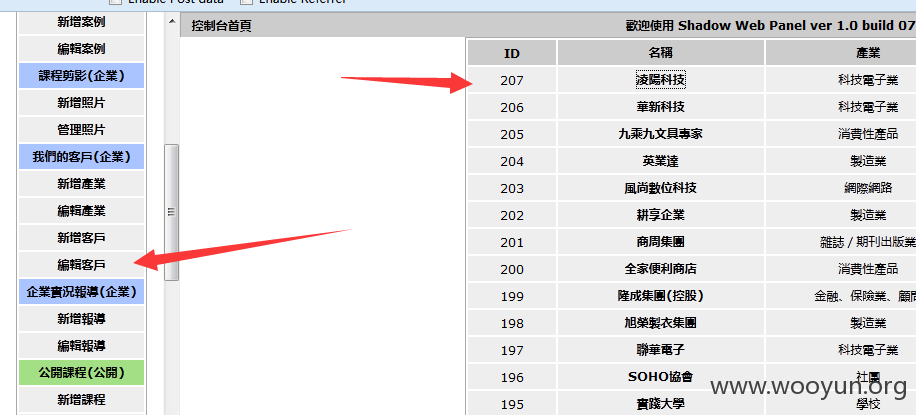 Enable Post data Enable Referrer
新增案例
編輯案例
課程剪影(企業)
新增照片
管理照片
我們的客戶(企業)
新增產業
編輯產業
新增客戶
編輯客戶
企業實況報導(企業)
新增報導
編輯報導
公開課程(公開)
新增課程
控制台首頁
歡迎使用 Shadow Web Panel ver 1.0 build 07
ID 名稱 產業
207 凌陽科技 科技電子業
206 華新科技 科技電子業
205 九乘九文具專家 消費性產品
204 英業達 製造業
203 風尚數位科技 網際網路
202 耕享企業 製造業
201 商周集團 雜誌 / 期刊出版業
200 全家便利商店 消費性產品
199 隆成集團(控股) 金融、保險業、顧問
198 旭榮製衣集團 製造業
197 聯華電子 科技電子業
196 SOHO協會 社團
195 實踐大學 學校
www.wooyun.org